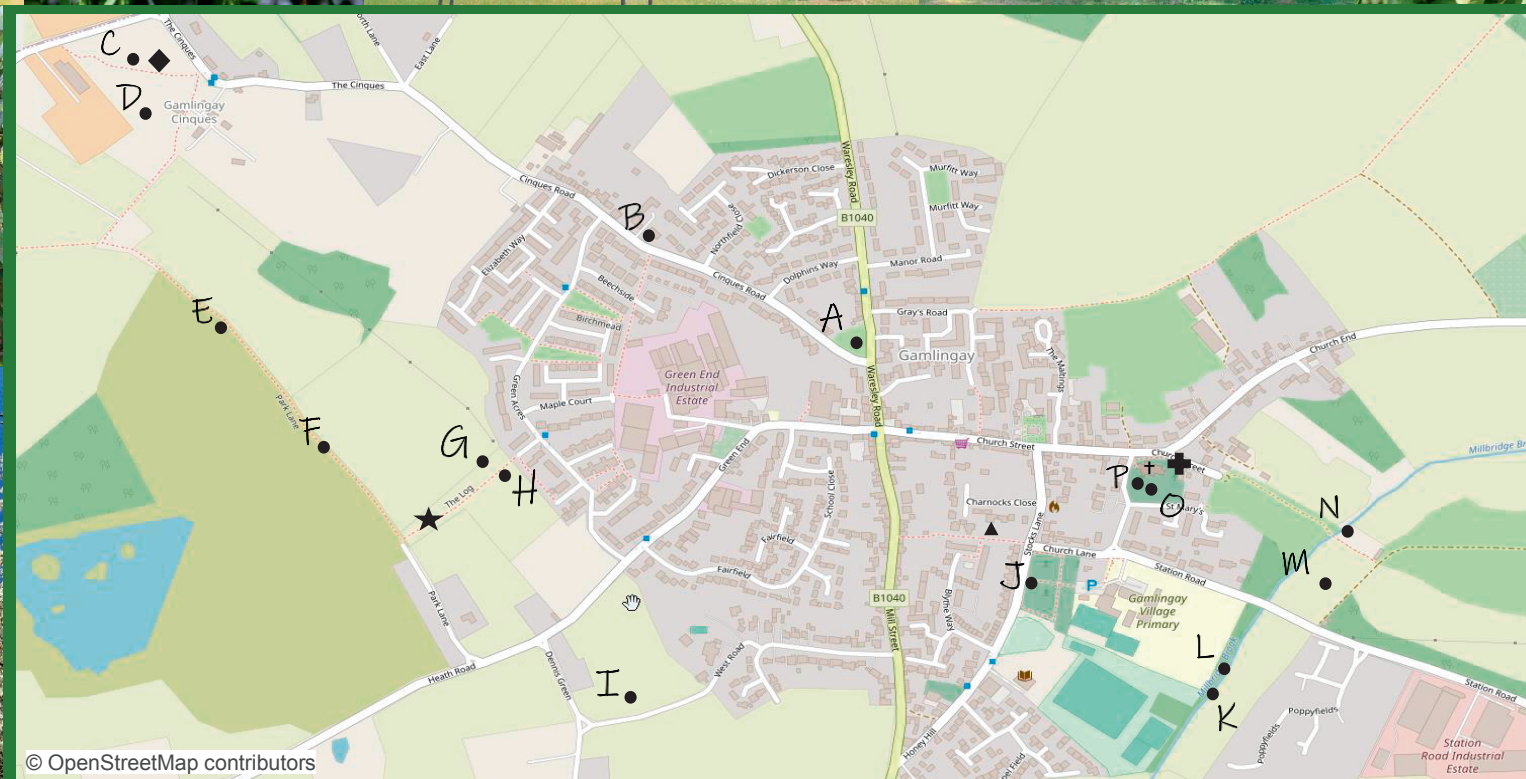 The Cinques
orth Lane
East Lane
C
D
The Cinques
Gamlingay
Cinques
Cinques Road
B
Dickerson Close
Northfield Close
Waresley Road
B1040
Murfitt Way
Murfitt Way
Elizabeth Way
Beechside
Cinques Road
Dolphins Way
Manor Road
E
Birchmead
A
Gray's Road
Gamlingay
Church End
Green End
Industrial
Estate
The Maltings
Park Lane
Green Acres
Maple Court
Waresley Road
F
G
H
The Log
Green End
School Close
Church Street
Church Street
Millbridge Br
P
O
St Mary's
Charnocks Close
Stocks Lane
N
Fairfield
Fairfield
Church Lane
M
Station Road
J
P
B1040
Blythe Way
Gamlingay
Village
Primary
Park Lane
Mill Street
Heath Road
Dennis Green
West Road
I
L
K
Millbridge Brook
Station Road
Poppyfields
Poppyfields
Honey Hill
pel Field
Station
Road Industrial
Estate
© OpenStreetMap contributors